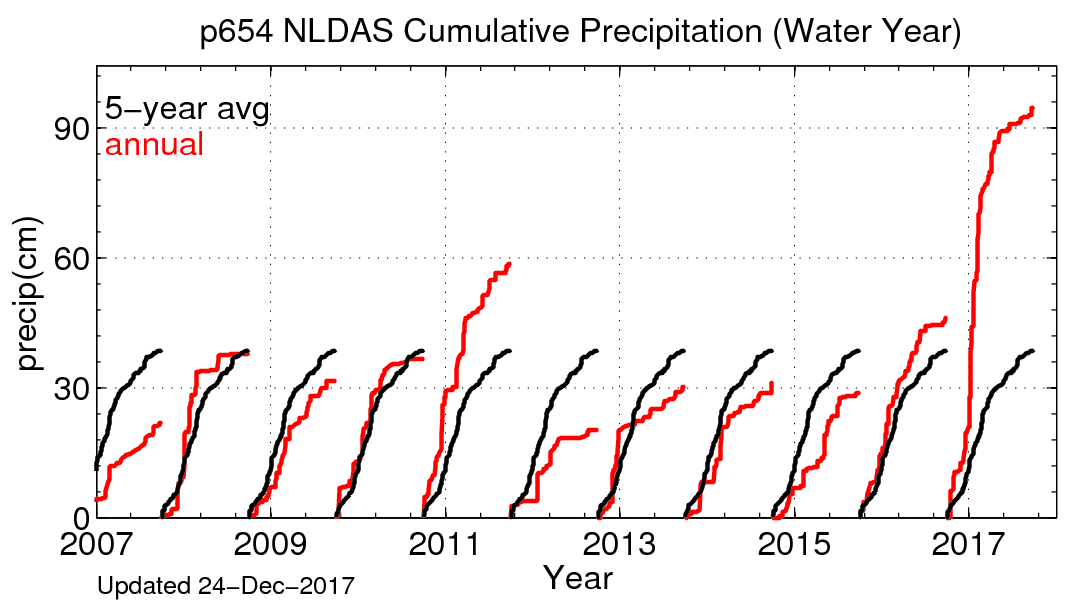 p654 NLDAS Cumulative Precipitation (Water Year)
5−year avg
annual
90
60
30
0
precip(cm)
2007 2009 2011 2013 2015 2017
Year
Updated 24−Dec−2017